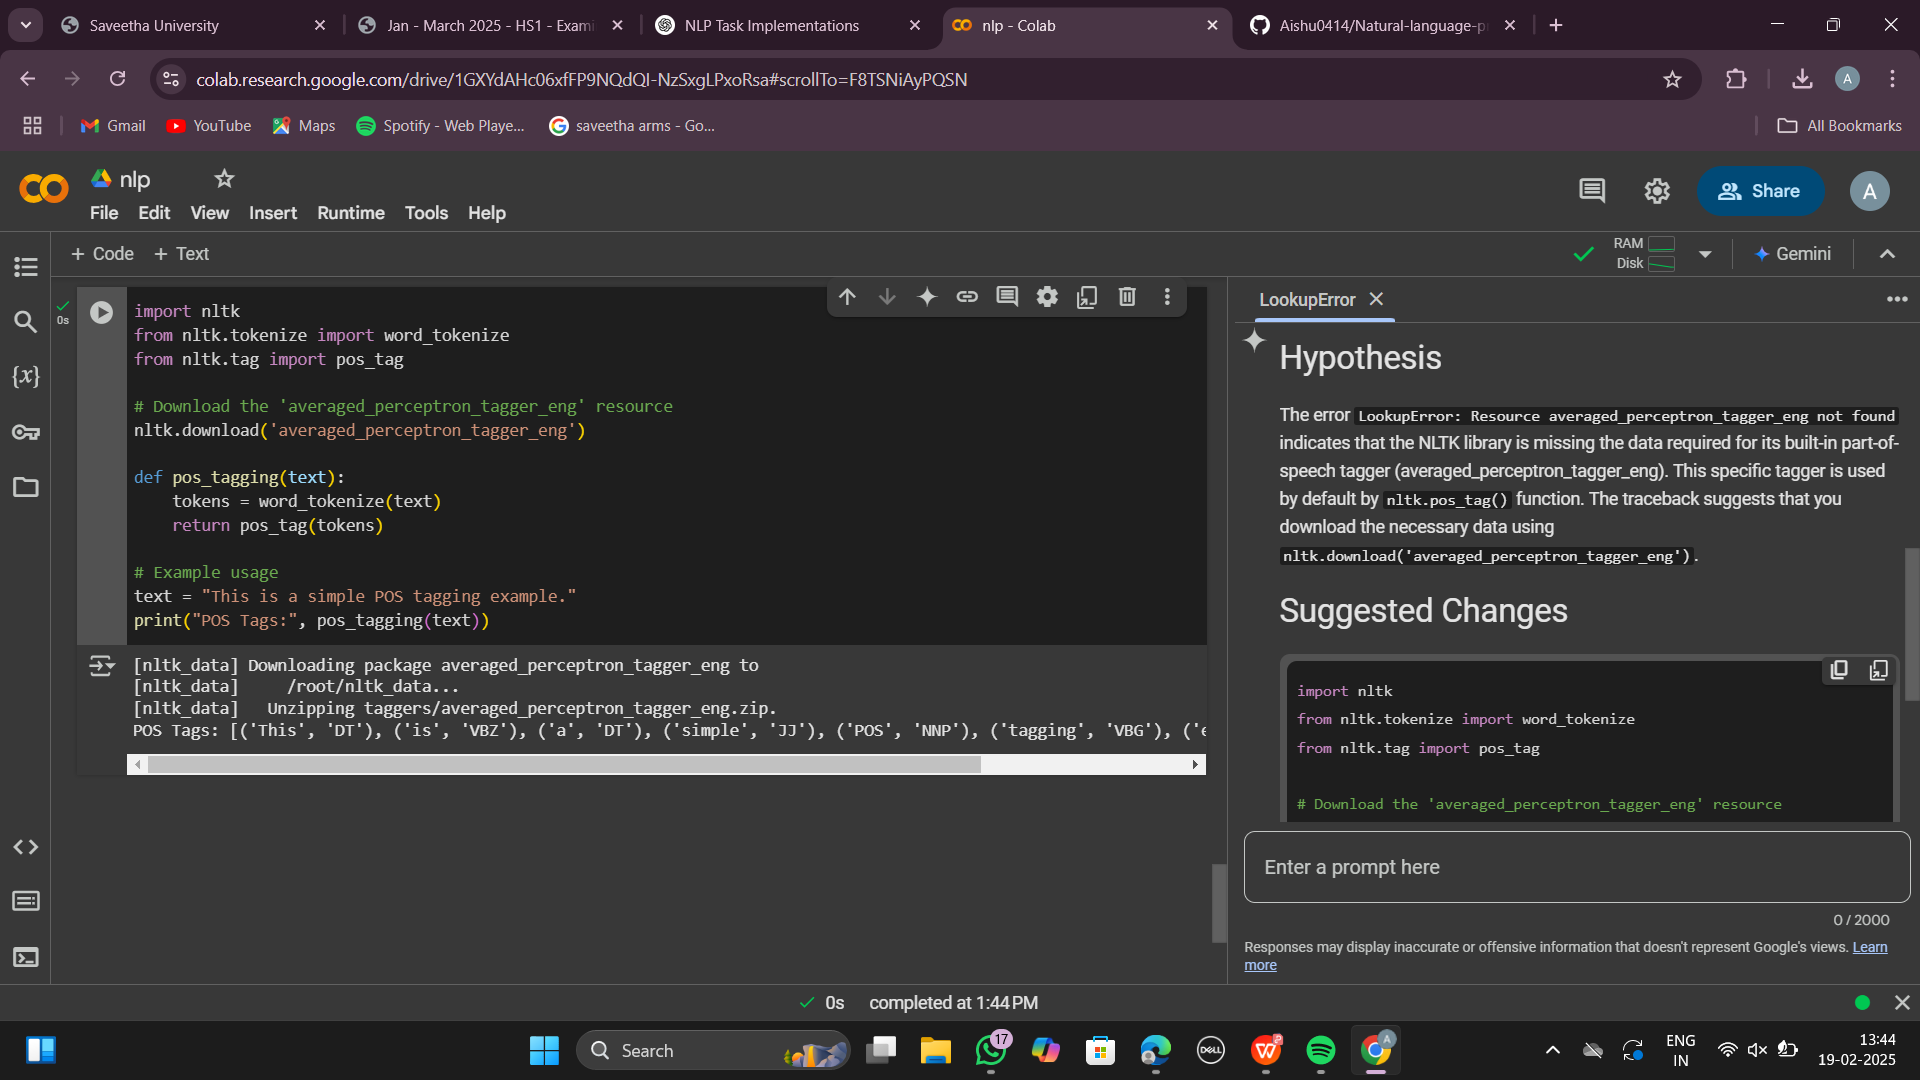 Saveetha University
Jan - March 2025 - HS1 - Exami
NLP Task Implementations
nlp - Colab
Aishu0414/Natural-language-p
colab.research.google.com/drive/1GXYdAHc06xfFP9NQdQI-NzSxgLPxoRsa#scrollTo=F8TSNiAyPQSN
A
Gmail
YouTube
Maps
Spotify - Web Playe...
saveetha arms - Go...
All Bookmarks
nlp
File Edit View Insert Runtime Tools Help
Share
A
+ Code + Text
RAM
Disk
Gemini
0s
import nltk
from nltk.tokenize import word_tokenize
from nltk.tag import pos_tag
# Download the 'averaged_perceptron_tagger_eng' resource
nltk.download('averaged_perceptron_tagger_eng')
def pos_tagging(text):
    tokens = word_tokenize(text)
    return pos_tag(tokens)
# Example usage
text = "This is a simple POS tagging example."
print("POS Tags:", pos_tagging(text))
[nltk_data] Downloading package averaged_perceptron_tagger_eng to
[nltk_data]     /root/nltk_data...
[nltk_data]   Unzipping taggers/averaged_perceptron_tagger_eng.zip.
POS Tags: [('This', 'DT'), ('is', 'VBZ'), ('a', 'DT'), ('simple', 'JJ'), ('POS', 'NNP'), ('tagging', 'VBG'), ('e
LookupError
Hypothesis
The error LookupError: Resource averaged_perceptron_tagger_eng not found
indicates that the NLTK library is missing the data required for its built-in part-of-
speech tagger (averaged_perceptron_tagger_eng). This specific tagger is used
by default by nltk.pos_tag() function. The traceback suggests that you
download the necessary data using
nltk.download('averaged_perceptron_tagger_eng').
Suggested Changes
import nltk
from nltk.tokenize import word_tokenize
from nltk.tag import pos_tag
# Download the 'averaged_perceptron_tagger_eng' resource
Enter a prompt here
0 / 2000
Responses may display inaccurate or offensive information that doesn't represent Google's views. Learn
more
0s completed at 1:44 PM
Search
17
DELL
A
ENG
IN
13:44
19-02-2025